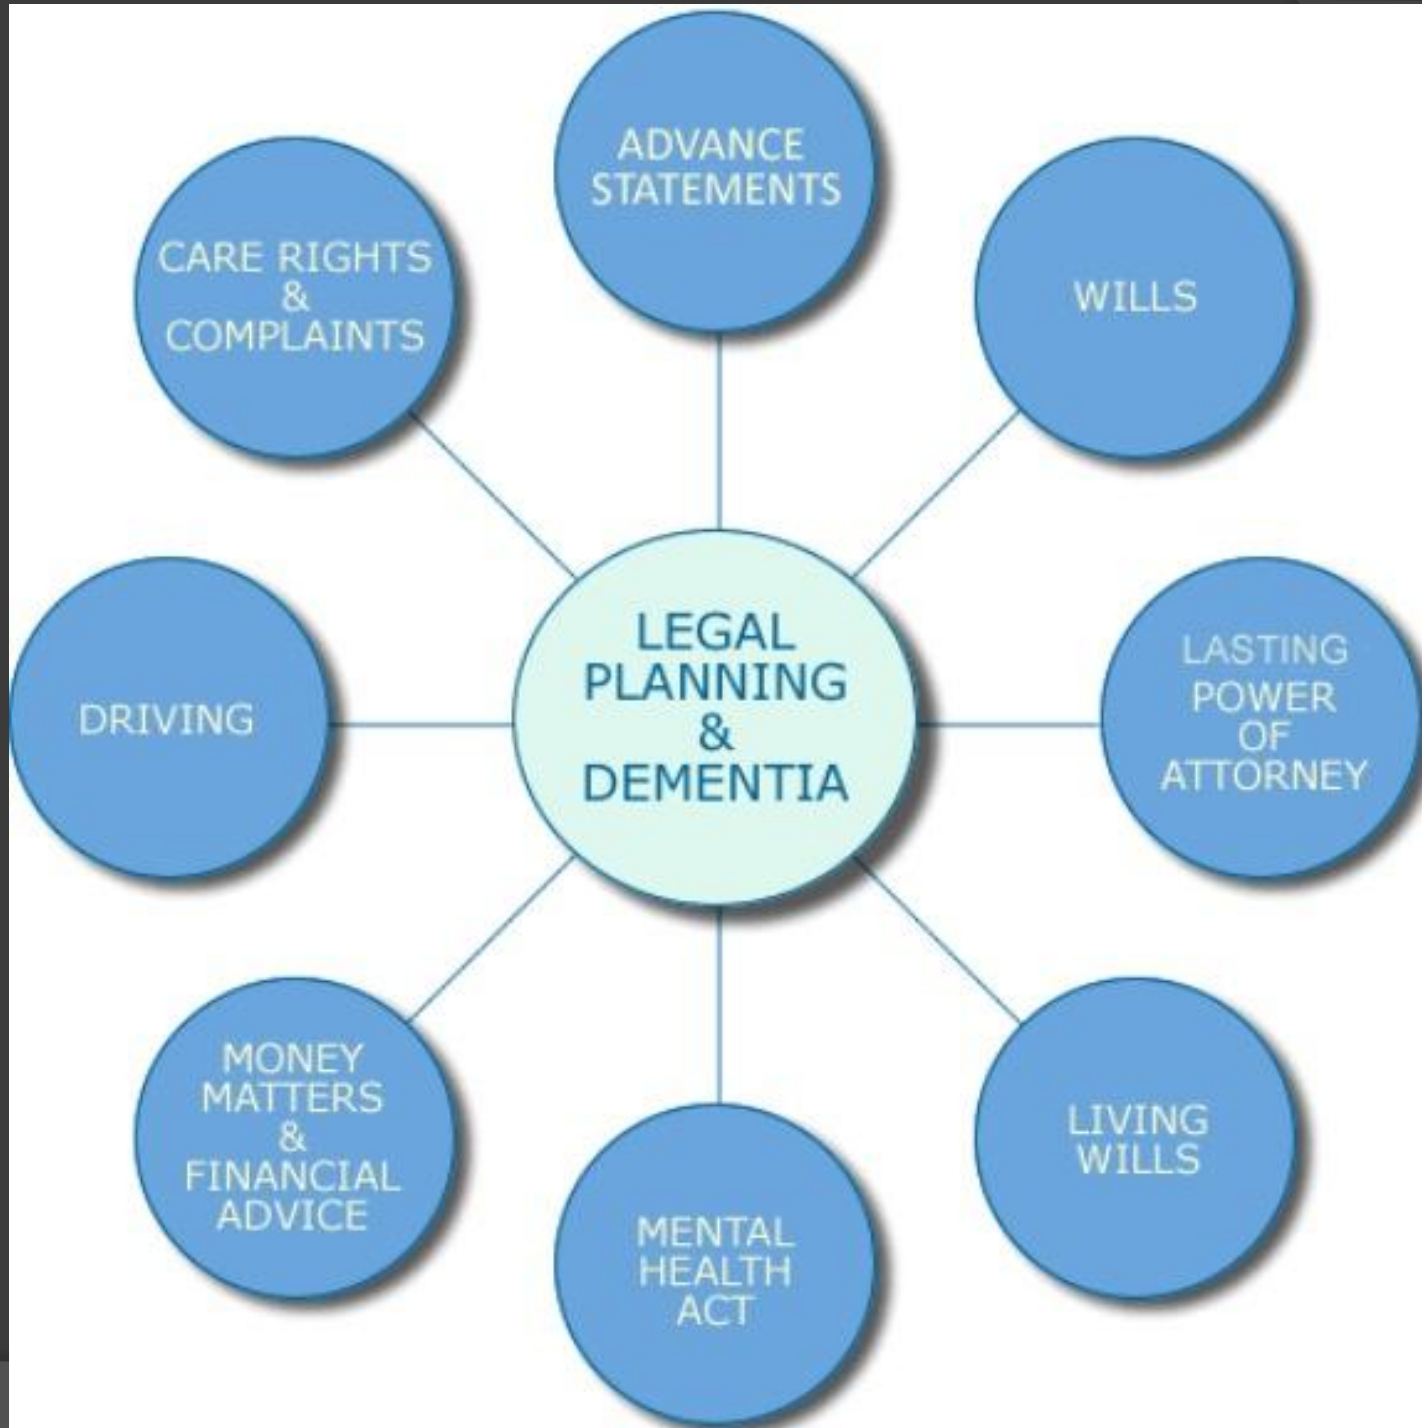 ADVANCE
STATEMENTS
WILLS
LASTING
POWER
OF
ATTORNEY
LIVING
WILLS
MENTAL
HEALTH
ACT
MONEY
MATTERS
&
FINANCIAL
ADVICE
DRIVING
CARE RIGHTS
&
COMPLAINTS
LEGAL
PLANNING
&
DEMENTIA